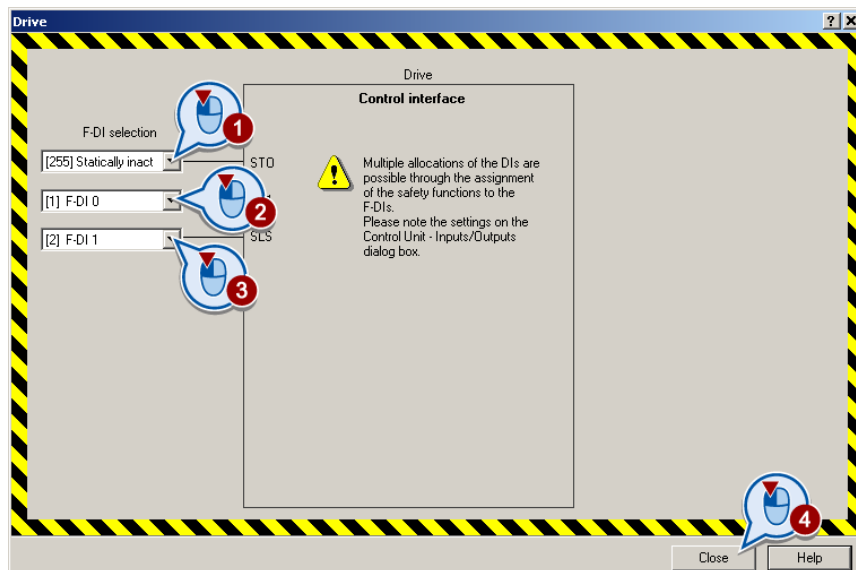 Drive
Drive
Control interface
F-DI selection
1
[255] Statically inact
STO
[1] F-DI 0
2
[2] F-DI 1
SLS
3
Multiple allocations of the DIs are
possible through the assignment
of the safety functions to the
F-DIs.
Please note the settings on the
Control Unit - Inputs/Outputs
dialog box.
4
Close
Help